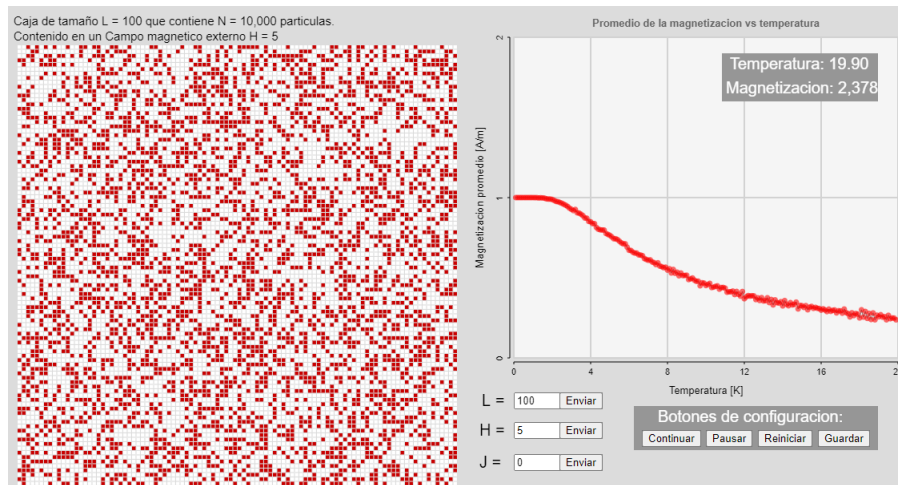 Caja de tamaño L = 100 que contiene N = 10,000 particulas.
Contenido en un Campo magnetico externo H = 5
Promedio de la magnetizacion vs temperatura
Temperatura: 19.90
Magnetizacion: 2,378
Magnetizacion promedio [A/m]
2
1
0
0 4 8 12 16 2
Temperatura [K]
L = 100 Enviar
H = 5 Enviar
J = 0 Enviar
Botones de configuracion:
Continuar Pausar Reiniciar Guardar